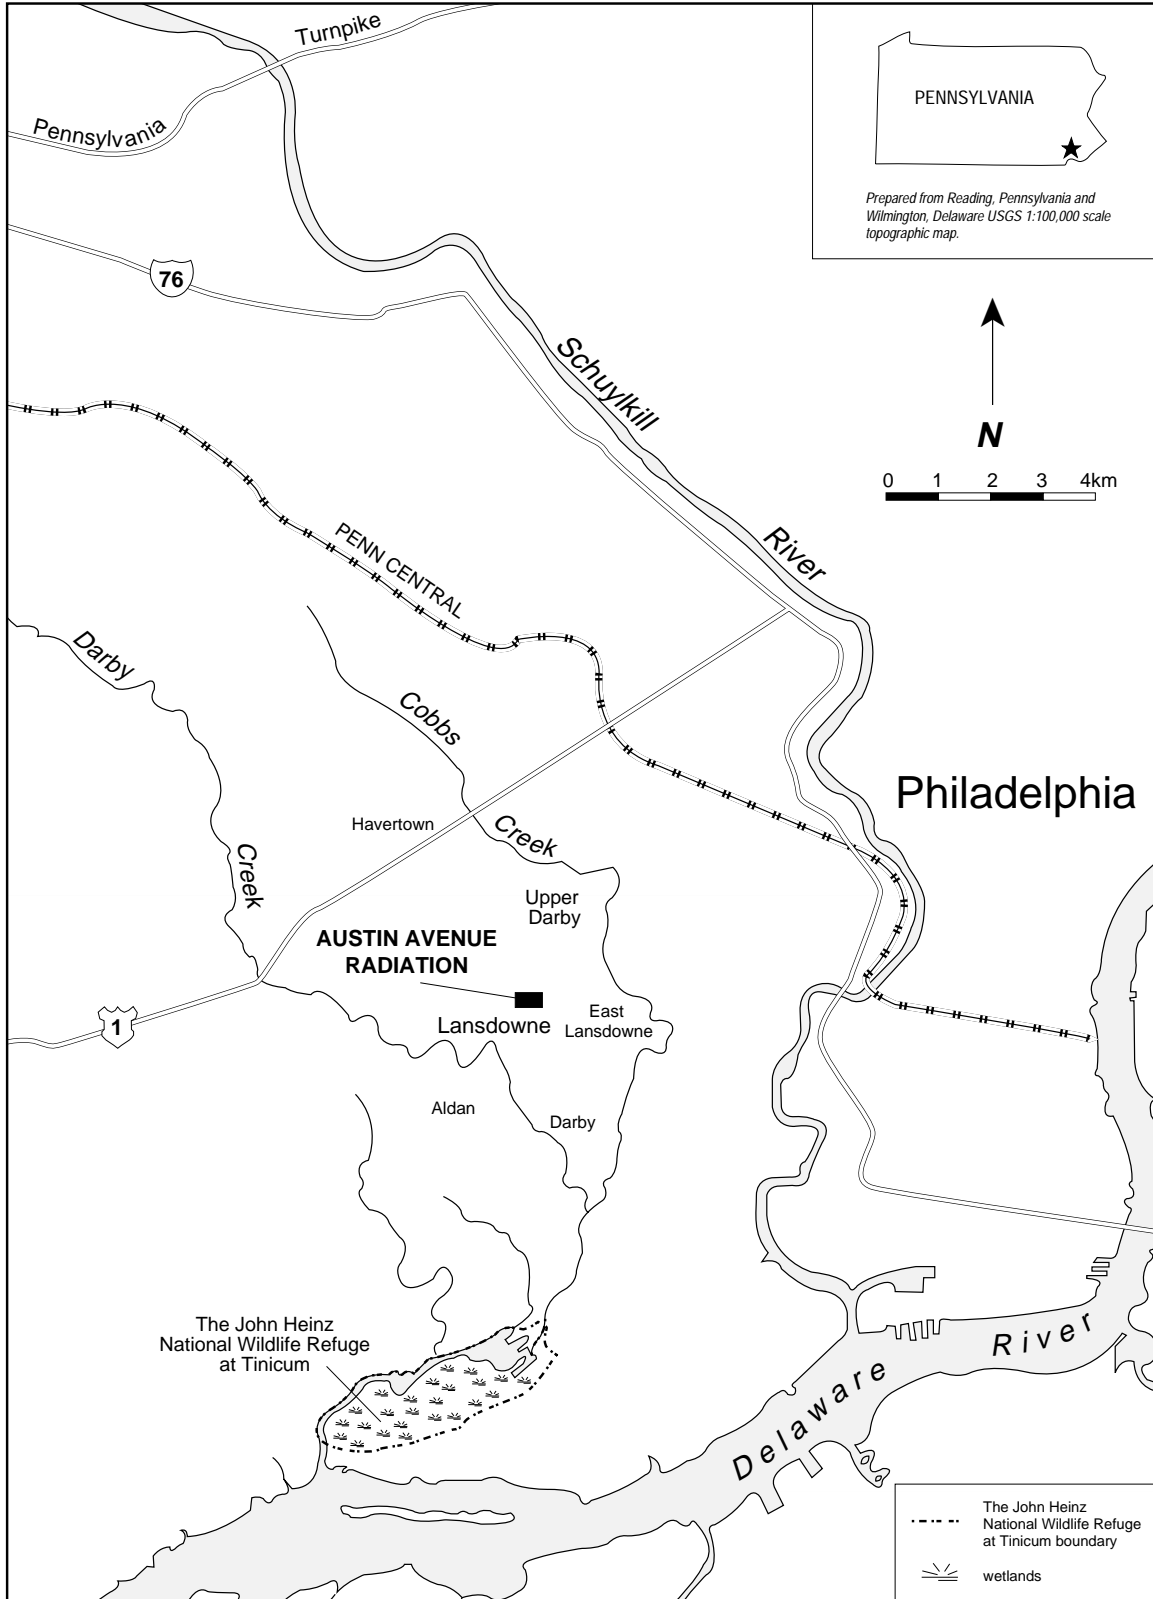 Turnpike
Pennsylvania
PENNSYLVANIA
Prepared from Reading, Pennsylvania and
Wilmington, Delaware USGS 1:100,000 scale
topographic map.
76
Schuylkill
River
N
0 1 2 3 4km
PENN CENTRAL
Darby
Creek
Cobbs
Creek
Philadelphia
Havertown
Upper
Darby
AUSTIN AVENUE
RADIATION
1
Lansdowne
East
Lansdowne
Aldan
Darby
The John Heinz
National Wildlife Refuge
at Tinicum
Delaware
River
The John Heinz
National Wildlife Refuge
at Tinicum boundary
wetlands